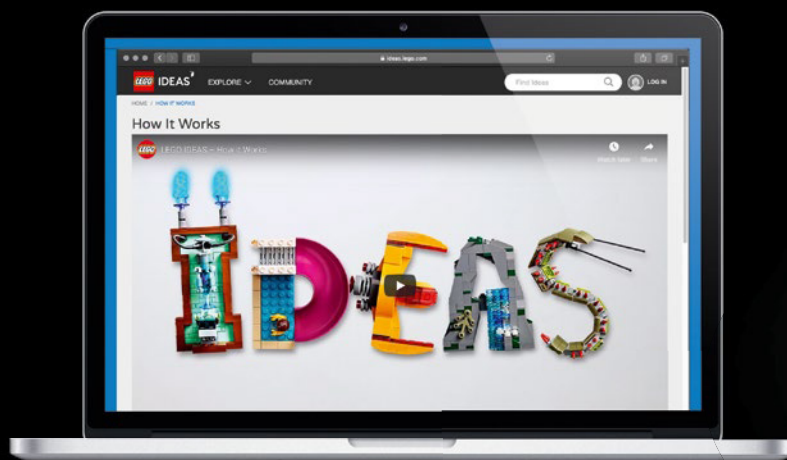 ideas.lego.com
LEGO IDEAS EXPLORE COMMUNITY Find Ideas LOG IN
HOME / HOW IT WORKS
How It Works
LEGO LEGO IDEAS – How it Works Watch later Share
IDEAS